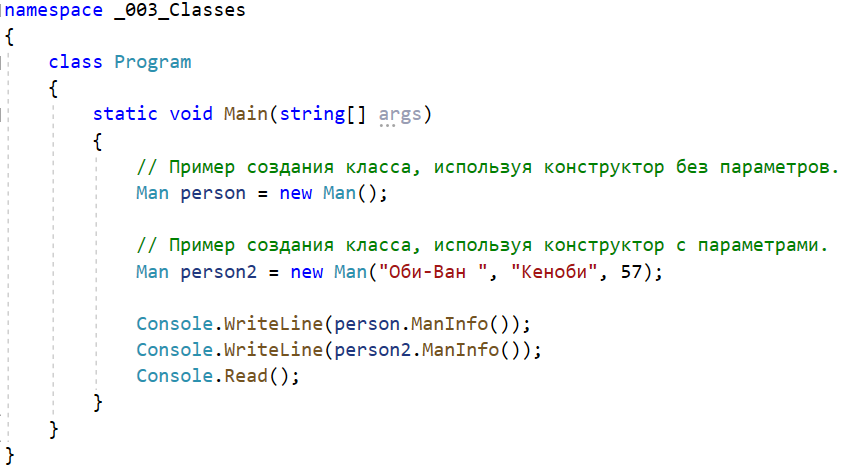 namespace _003_Classes
{
class Program
{
static void Main(string[] args)
{
// Пример создания класса, используя конструктор без параметров.
Man person = new Man();
// Пример создания класса, используя конструктор с параметрами.
Man person2 = new Man("Оби-Ван ", "Кеноби", 57);
Console.WriteLine(person.ManInfo());
Console.WriteLine(person2.ManInfo());
Console.Read();
}
}
}